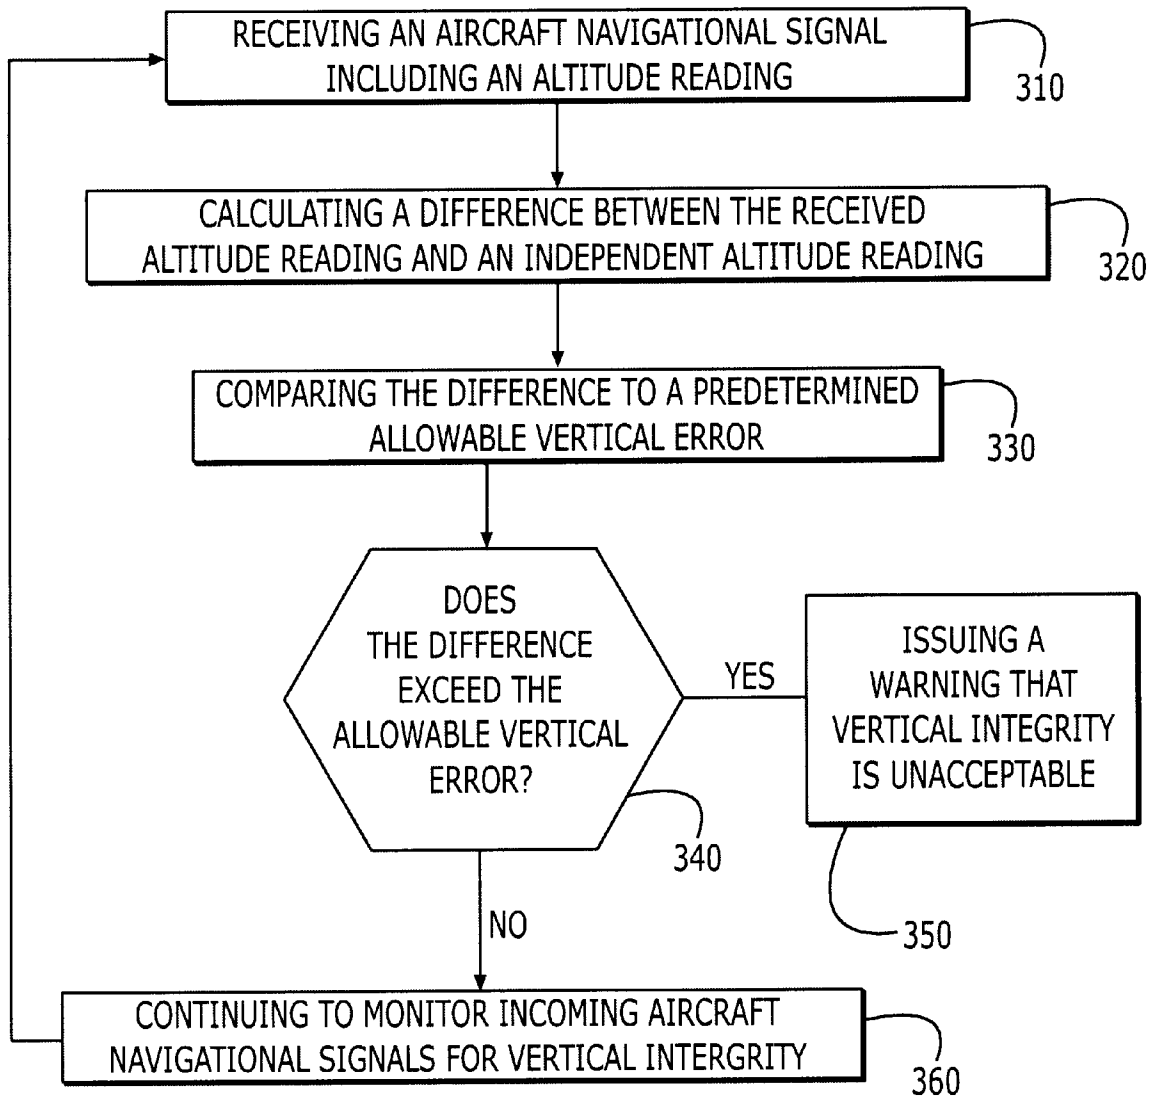 RECEIVING AN AIRCRAFT NAVIGATIONAL SIGNAL
INCLUDING AN ALTITUDE READING
310
CALCULATING A DIFFERENCE BETWEEN THE RECEIVED
ALTITUDE READING AND AN INDEPENDENT ALTITUDE READING
320
COMPARING THE DIFFERENCE TO A PREDETERMINED
ALLOWABLE VERTICAL ERROR
330
DOES
THE DIFFERENCE
EXCEED THE
ALLOWABLE VERTICAL
ERROR?
340
YES
ISSUING A
WARNING THAT
VERTICAL INTEGRITY
IS UNACCEPTABLE
350
NO
CONTINUING TO MONITOR INCOMING AIRCRAFT
NAVIGATIONAL SIGNALS FOR VERTICAL INTERGRITY
360